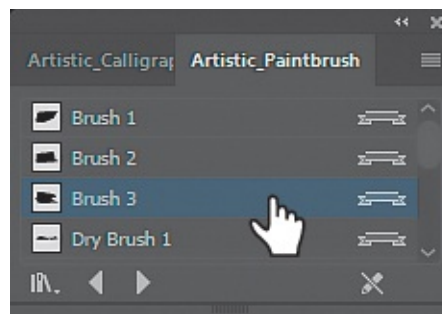 Artistic_Calligrap Artistic_Paintbrush
Brush 1
Brush 2
Brush 3
Dry Brush 1